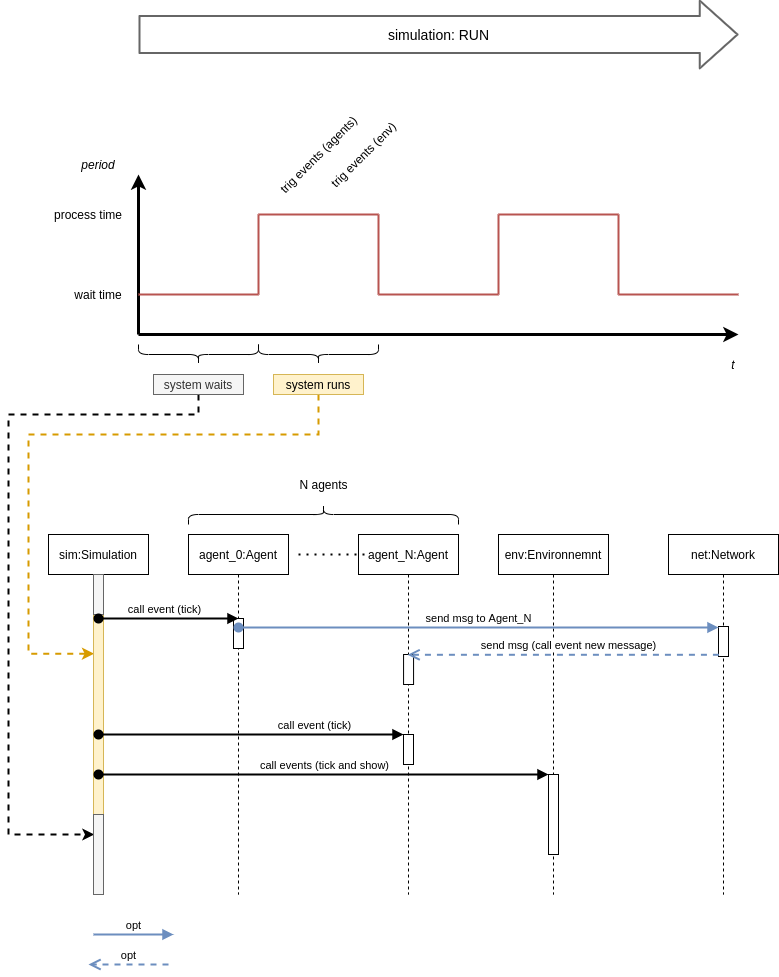 simulation: RUN
trig events (agents)
trig events (env)
period
process time
wait time
t
system waits
system runs
N agents
sim:Simulation
agent_0:Agent
agent_N:Agent
env:Environnemnt
net:Network
call event (tick)
send msg to Agent_N
send msg (call event new message)
call event (tick)
call events (tick and show)
opt
opt